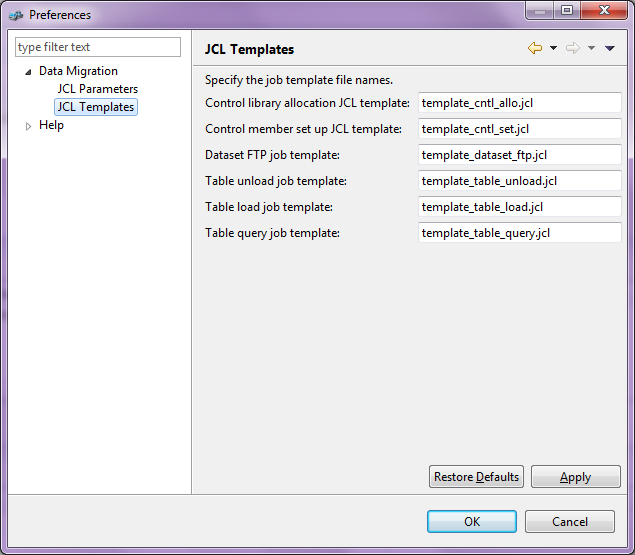 Preferences
type filter text
Data Migration
JCL Parameters
JCL Templates
Help
JCL Templates
Specify the job template file names.
Control library allocation JCL template: template_cntl_allo.jcl
Control member set up JCL template: template_cntl_set.jcl
Dataset FTP job template: template_dataset_ftp.jcl
Table unload job template: template_table_unload.jcl
Table load job template: template_table_load.jcl
Table query job template: template_table_query.jcl
Restore Defaults Apply
OK Cancel